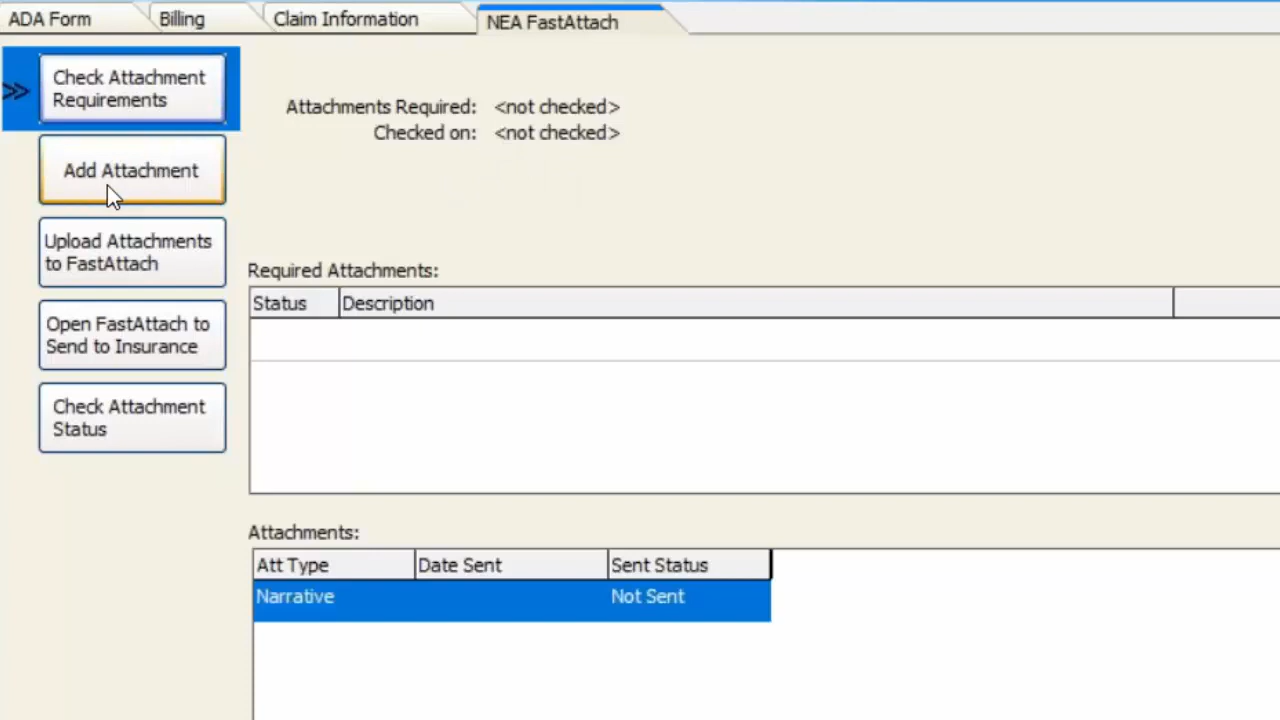 ADA Form
Billing
Claim Information
NEA FastAttach
Check Attachment
Requirements
Attachments Required: <not checked>
Checked on: <not checked>
Add Attachment
Upload Attachments
to FastAttach
Open FastAttach to
Send to Insurance
Check Attachment
Status
Required Attachments:
Status Description
Attachments:
Att Type Date Sent Sent Status
Narrative Not Sent